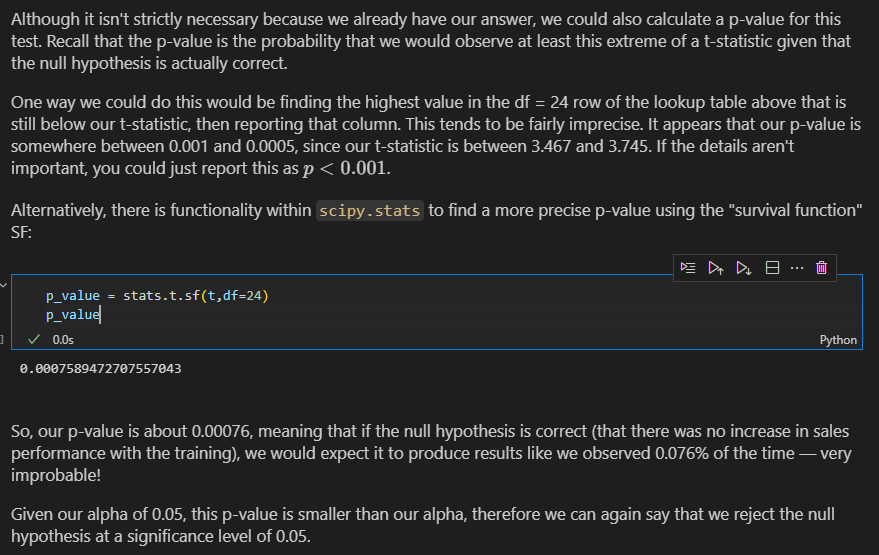 Although it isn't strictly necessary because we already have our answer, we could also calculate a p-value for this
test. Recall that the p-value is the probability that we would observe at least this extreme of a t-statistic given that
the null hypothesis is actually correct.
One way we could do this would be finding the highest value in the df = 24 row of the lookup table above that is
still below our t-statistic, then reporting that column. This tends to be fairly imprecise. It appears that our p-value is
somewhere between 0.001 and 0.0005, since our t-statistic is between 3.467 and 3.745. If the details aren't
important, you could just report this as p < 0.001.
Alternatively, there is functionality within scipy.stats to find a more precise p-value using the "survival function"
SF:
p_value = stats.t.sf(t,df=24)
p_value
0.0s
Python
0.0007589472707557043
So, our p-value is about 0.00076, meaning that if the null hypothesis is correct (that there was no increase in sales
performance with the training), we would expect it to produce results like we observed 0.076% of the time — very
improbable!
Given our alpha of 0.05, this p-value is smaller than our alpha, therefore we can again say that we reject the null
hypothesis at a significance level of 0.05.